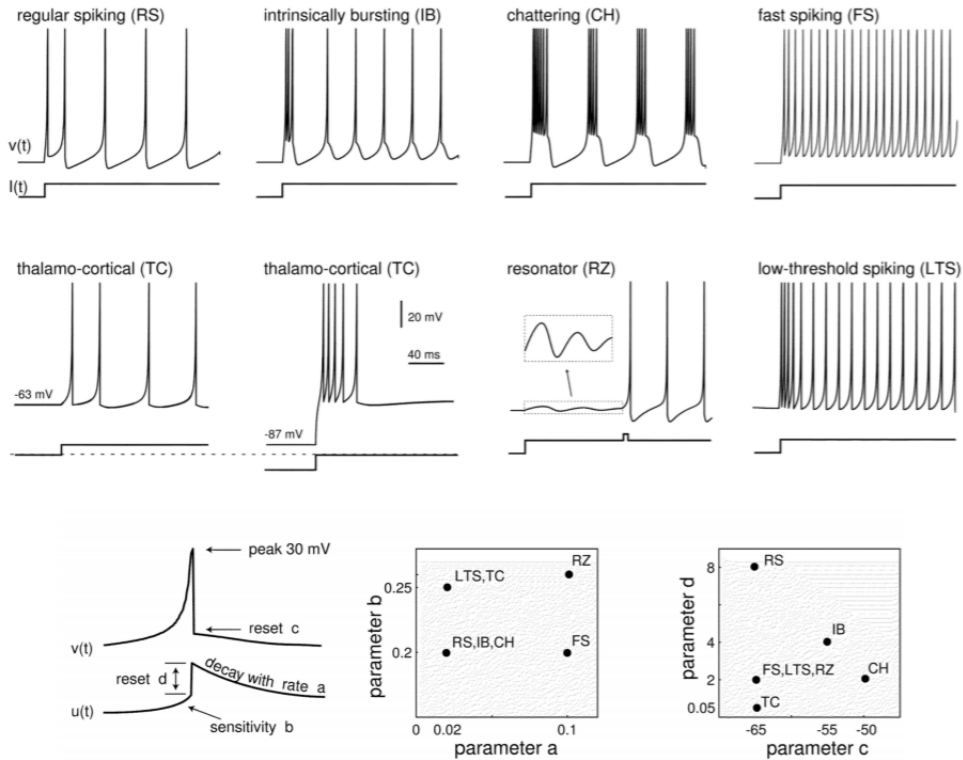 regular spiking (RS)
intrinsically bursting (IB)
chattering (CH)
fast spiking (FS)
v(t)
I(t)
thalamo-cortical (TC)
thalamo-cortical (TC)
resonator (RZ)
low-threshold spiking (LTS)
20 mV
40 ms
-63 mV
-87 mV
peak 30 mV
reset c
v(t)
reset d
decay with rate a
u(t)
sensitivity b
parameter b
0.25
0.2
LTS,TC
RZ
RS,IB,CH
FS
0
0.02
0.1
parameter a
parameter d
8
4
2
0.05
RS
IB
FS,LTS,RZ
CH
TC
-65
-55
-50
parameter c